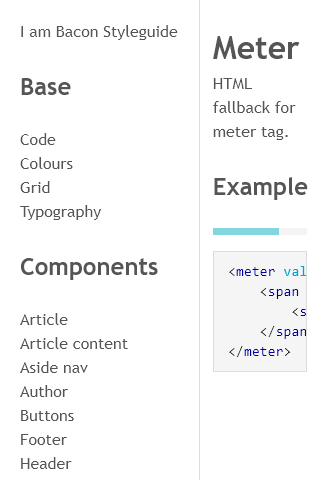 I am Bacon Styleguide
Base
Code
Colours
Grid
Typography
Components
Article
Article content
Aside nav
Author
Buttons
Footer
Header
Meter
HTML
fallback for
meter tag.
Example
<meter val
<span
<s
</span
</meter>